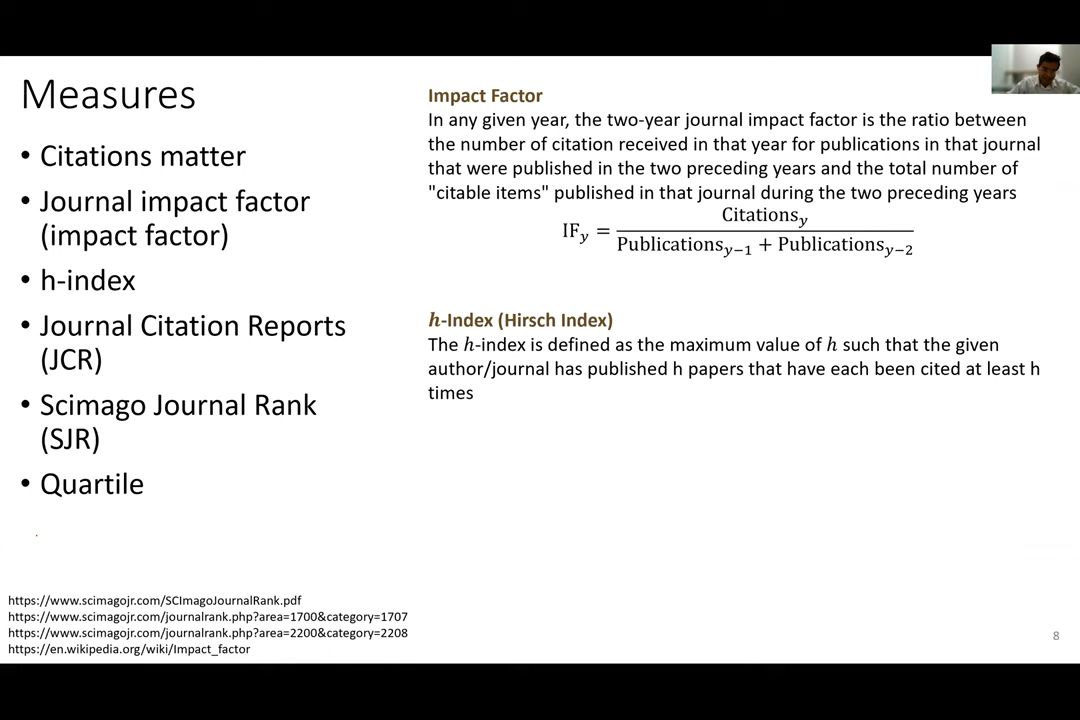 Measures
• Citations matter
• Journal impact factor
(impact factor)
• h-index
• Journal Citation Reports
(JCR)
• Scimago Journal Rank
(SJR)
• Quartile
Impact Factor
In any given year, the two-year journal impact factor is the ratio between
the number of citation received in that year for publications in that journal
that were published in the two preceding years and the total number of
"citable items" published in that journal during the two preceding years
IF_y = Citations_y / (Publications_{y−1} + Publications_{y−2})
h-Index (Hirsch Index)
The h-index is defined as the maximum value of h such that the given
author/journal has published h papers that have each been cited at least h
times
https://www.scimagojr.com/SCImagoJournalRank.pdf
https://www.scimagojr.com/journalrank.php?area=1700&category=1707
https://www.scimagojr.com/journalrank.php?area=2200&category=2208
https://en.wikipedia.org/wiki/Impact_factor
8